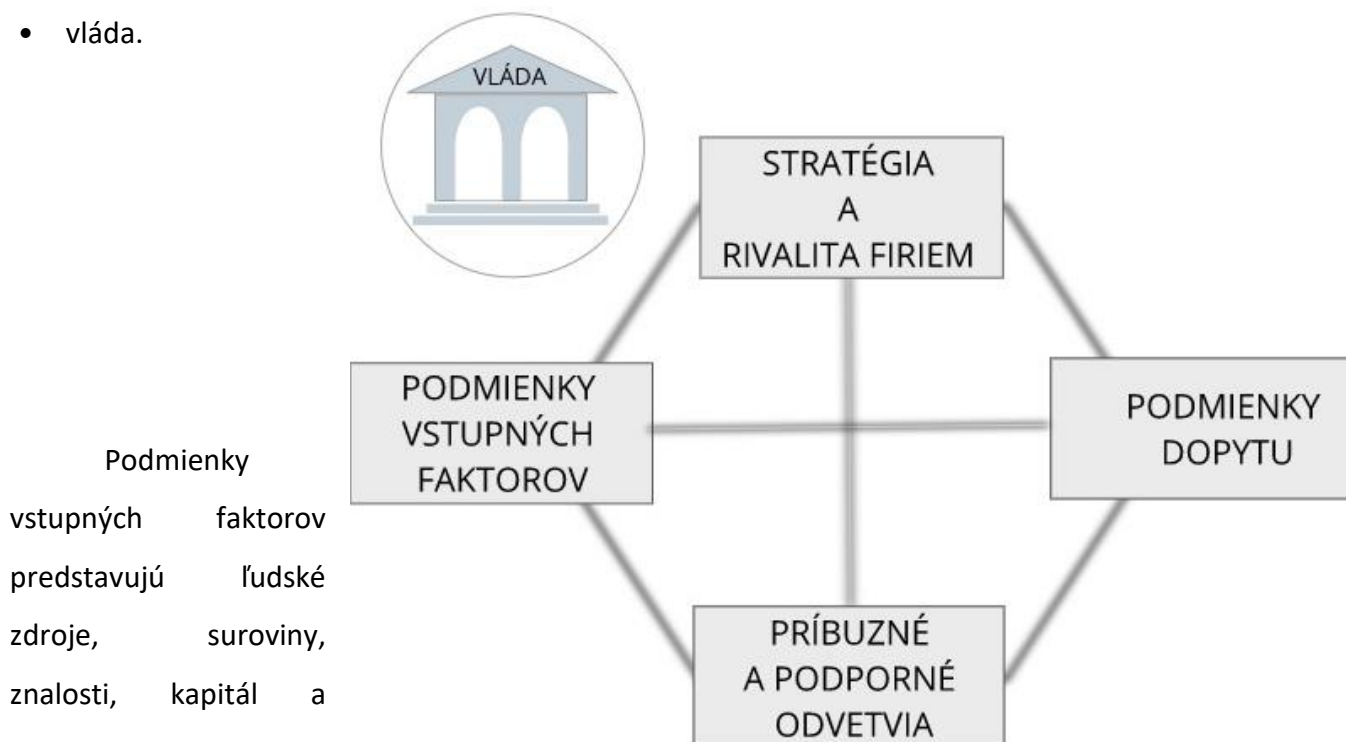 • vláda.
VLÁDA
STRATÉGIA
A
RIVALITA FIRIEM
PODMIENKY
VSTUPNÝCH
FAKTOROV
PODMIENKY
DOPYTU
PRÍBUZNÉ
A PODPORNÉ
ODVETVIA
Podmienky
vstupných faktorov
predstavujú ľudské
zdroje, suroviny,
znalosti, kapitál a